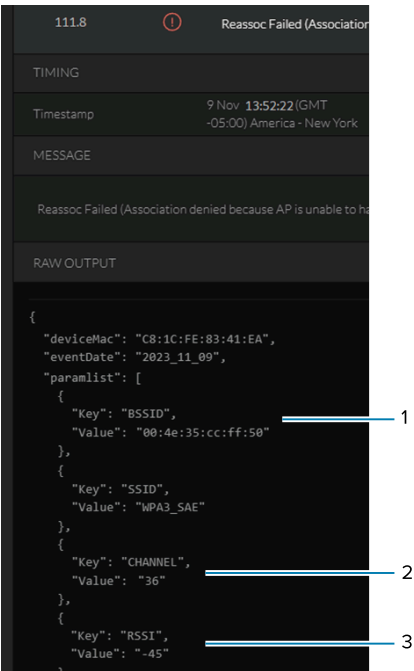 111.8 Reassoc Failed (Association
TIMING
Timestamp 9 Nov 13:52:22 (GMT
-05:00) America - New York
MESSAGE
Reassoc Failed (Association denied because AP is unable to ha
RAW OUTPUT
{
"deviceMac": "C8:1C:FE:83:41:EA",
"eventDate": "2023_11_09",
"paramlist": [
{
"Key": "BSSID",
1
"Value": "00:4e:35:cc:ff:50"
},
{
"Key": "SSID",
"Value": "WPA3_SAE"
},
{
"Key": "CHANNEL",
2
"Value": "36"
},
{
"Key": "RSSI",
3
"Value": "-45"